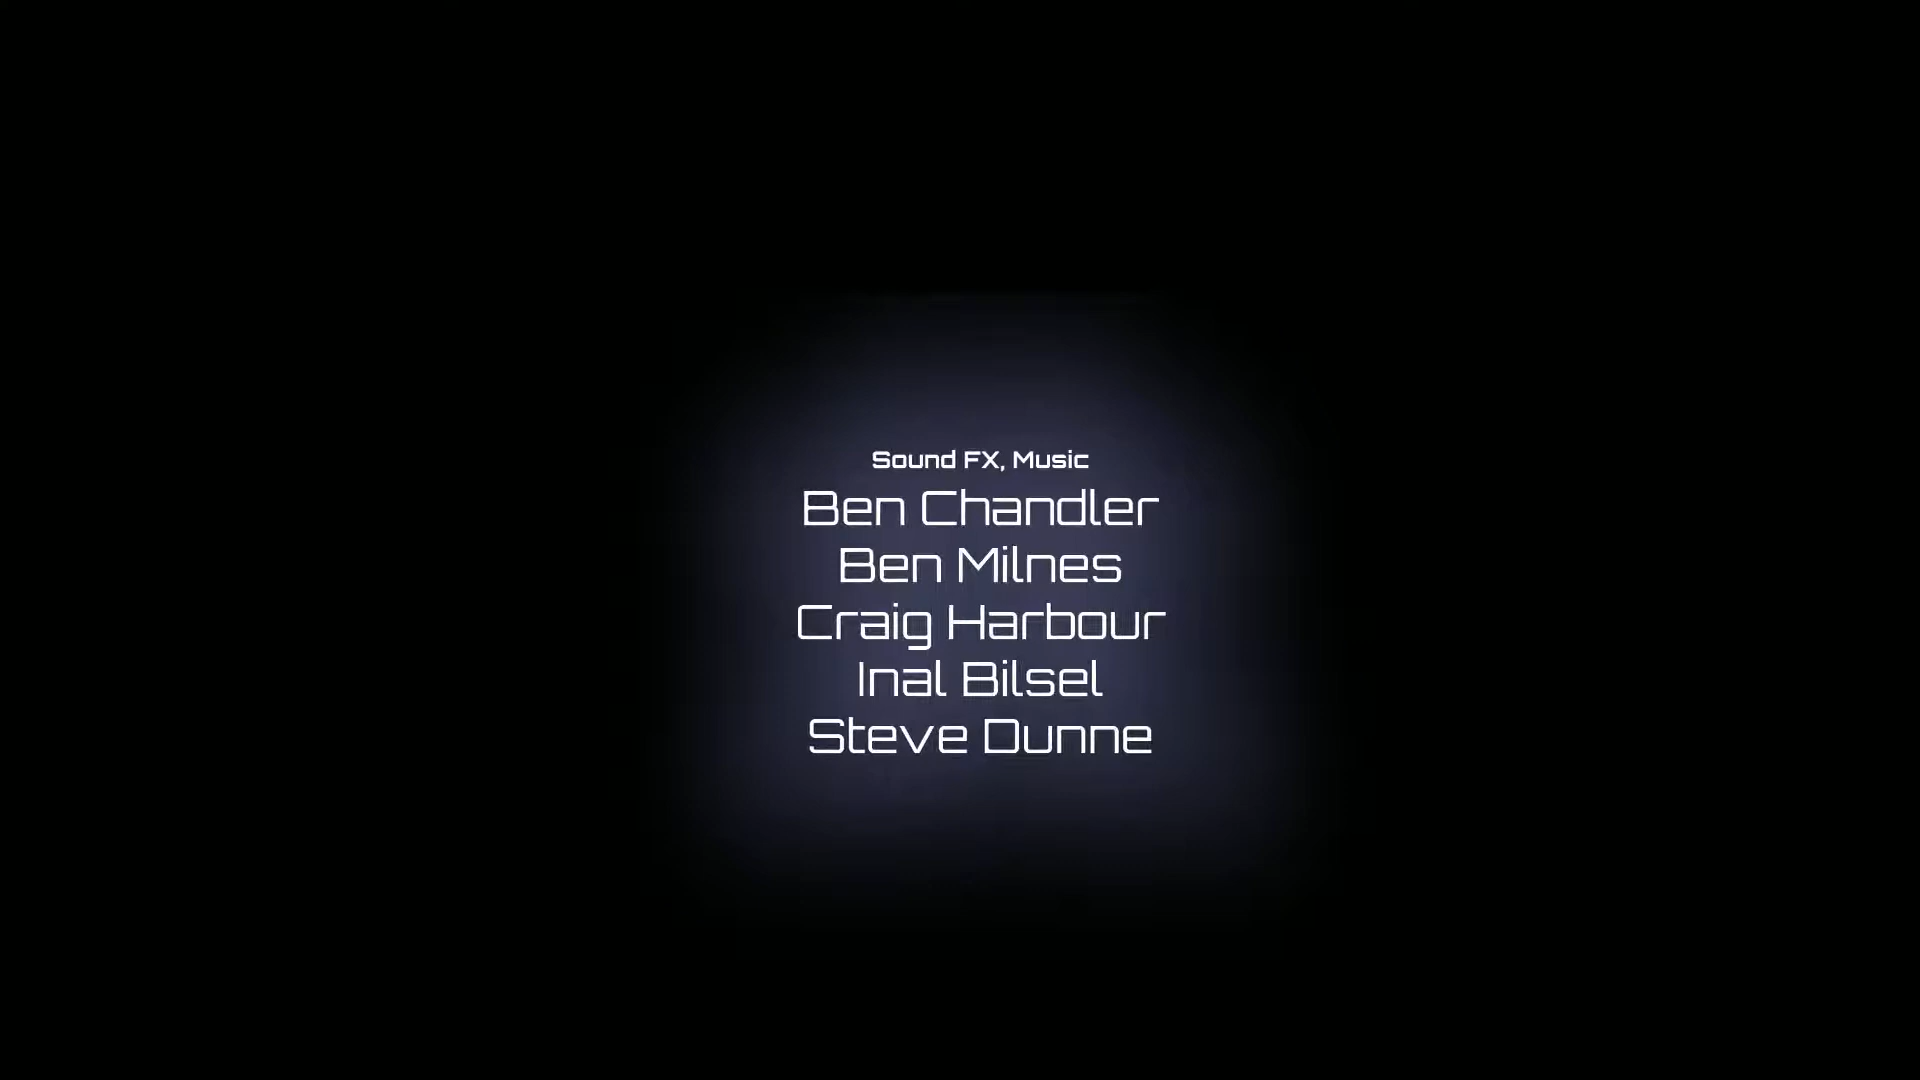 Sound FX, Music
Ben Chandler
Ben Milnes
Craig Harbour
Inal Bilsel
Steve Dunne